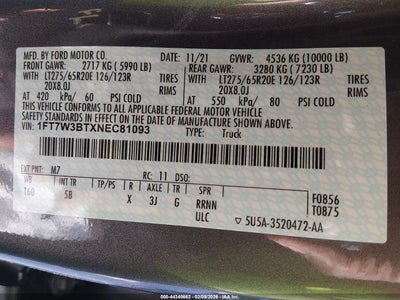 MFD. BY FORD MOTOR CO. 11/21 GVWR: 4536 KG (10000 LB)
FRONT GAWR: 2717 KG ( 5990 LB) REAR GAWR: 3280 KG ( 7230 LB)
WITH LT275/65R20E 126/123R TIRES WITH LT275/65R20E 126/123R TIRES
20X8.0J RIMS 20X8.0J RIMS
AT 420 kPa/ 60 PSI COLD AT 550 kPa/ 80 PSI COLD
THIS VEHICLE CONFORMS TO ALL APPLICABLE FEDERAL MOTOR VEHICLE
SAFETY STANDARDS IN EFFECT ON THE DATE OF MANUFACTURE SHOWN ABOVE.
VIN: 1FT7W3BTXNEC81093
TYPE: Truck
EXT PNT: M7 RC: 11 DSO:
WB BRK INT TR TP/PS R AXLE TR SPR F0856
160 5B X 3J G RRNN T0875
ULC 5U5A-3520472-AA
000-44340662 - 02/09/2026 - IAA Inc.